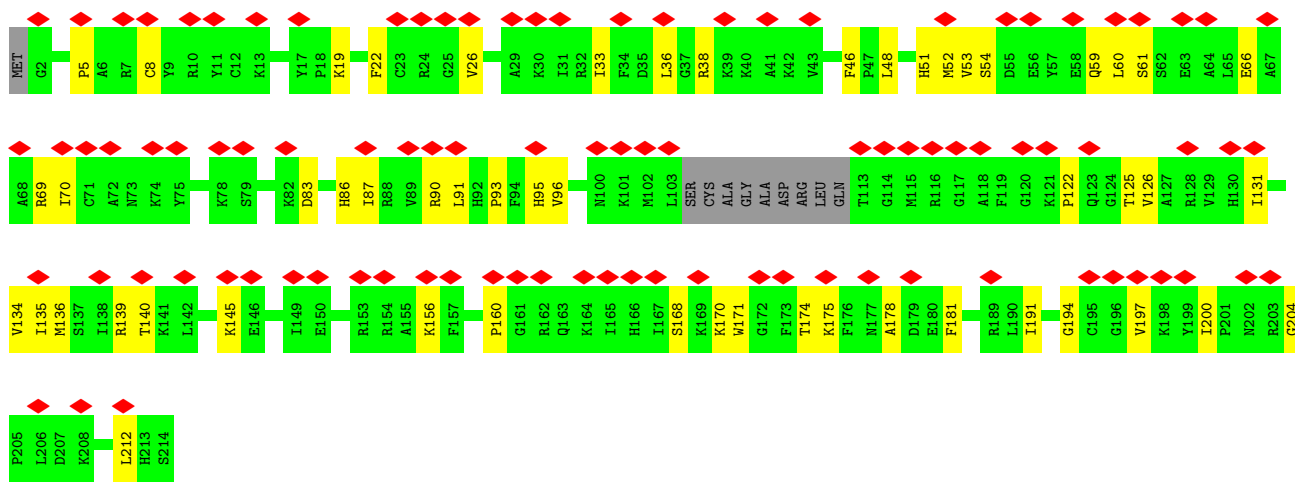 MET G2 P5 A6 R7 C8 Y9 R10 Y11 C12 K13 Y17 P18 K19 F22 C23 R24 G25 V26 A29 K30 I31 R32 I33 F34 D35 L36 G37 R38 K39 K40 A41 K42 V43 F46 P47 L48 H51 M52 V53 S54 D55 E56 Y57 E58 Q59 L60 S61 S62 E63 A64 L65 E66 A67
A68 R69 I70 C71 A72 N73 K74 Y75 K78 S79 K82 D83 H86 I87 R88 V89 R90 L91 H92 P93 F94 H95 V96 N100 K101 M102 L103 SER CYS ALA GLY ALA ASP ARG LEU GLN T113 G114 M115 R116 G117 A118 F119 G120 K121 P122 Q123 G124 T125 V126 A127 R128 V129 H130 I131
V134 I135 M136 S137 I138 R139 T140 K141 L142 K145 E146 I149 E150 R153 R154 A155 K156 F157 P160 G161 R162 Q163 K164 I165 H166 I167 S168 K169 K170 W171 G172 F173 T174 K175 F176 N177 A178 D179 E180 F181 R189 L190 I191 G194 C195 G196 V197 K198 Y199 I200 P201 N202 R203 G204
P205 L206 D207 K208 L212 H213 S214